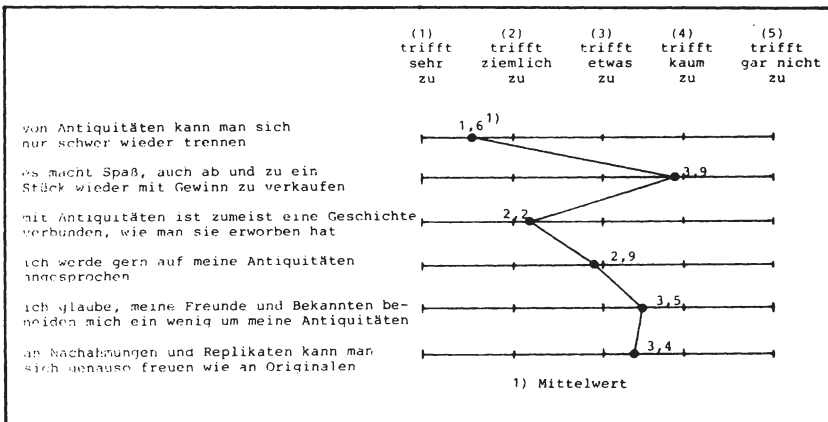 (1) (2) (3) (4) (5)
trifft trifft trifft trifft trifft
sehr ziemlich etwas kaum gar nicht
zu zu zu zu zu
von Antiquitäten kann man sich
nur schwer wieder trennen
1,6 1)
es macht Spaß, auch ab und zu ein
Stück wieder mit Gewinn zu verkaufen
3,9
mit Antiquitäten ist zumeist eine Geschichte
verbunden, wie man sie erworben hat
2,2
ich werde gern auf meine Antiquitäten
angesprochen
2,9
ich glaube, meine Freunde und Bekannten be-
neiden mich ein wenig um meine Antiquitäten
3,5
an Nachahmungen und Replikaten kann man
sich genauso freuen wie an Originalen
3,4
1) Mittelwert